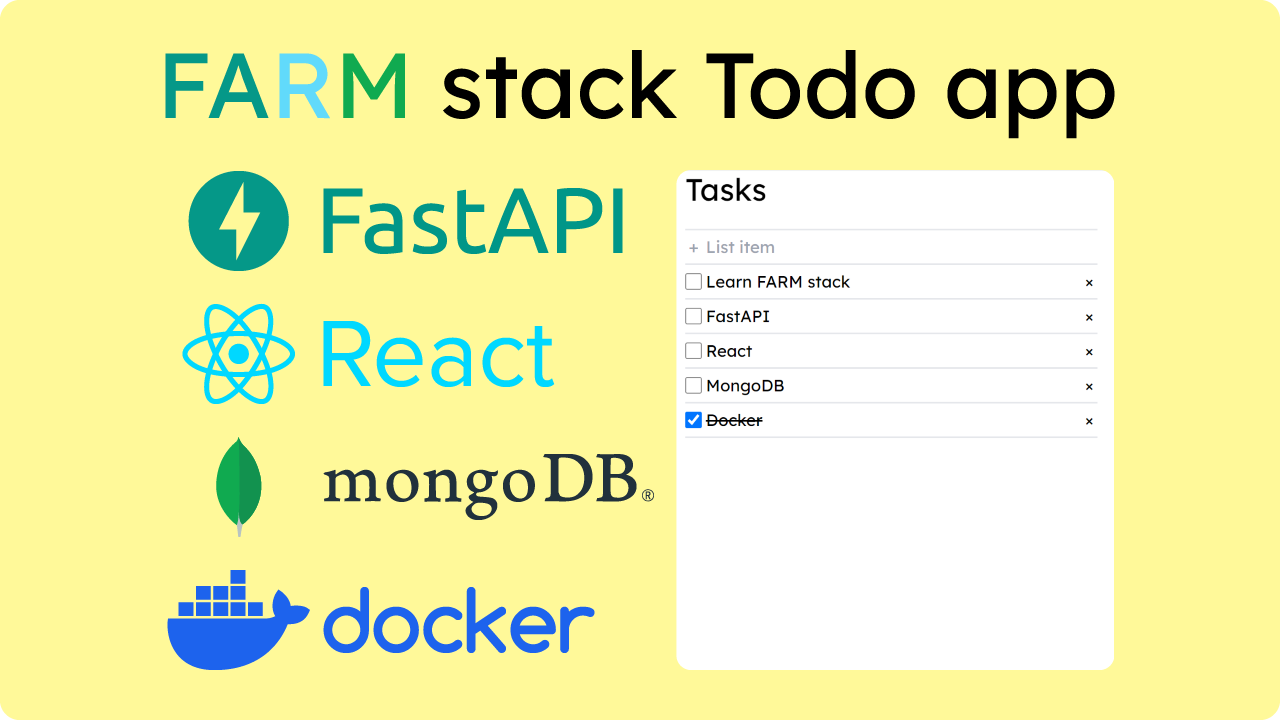 FARM stack Todo app
FastAPI
React
mongoDB®
docker
Tasks
+ List item
Learn FARM stack ×
FastAPI ×
React ×
MongoDB ×
Docker ×